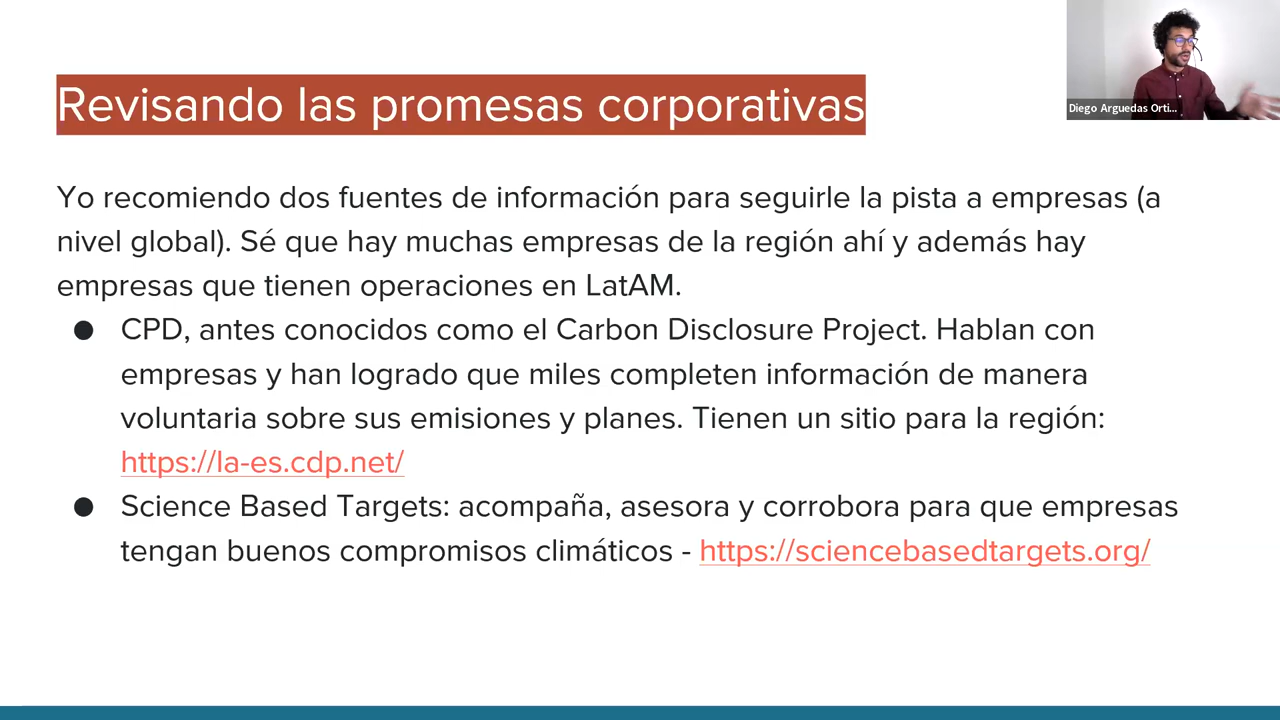 Revisando las promesas corporativas
Diego Arguedas Orti...
Yo recomiendo dos fuentes de información para seguirle la pista a empresas (a
nivel global). Sé que hay muchas empresas de la región ahí y además hay
empresas que tienen operaciones en LatAM.
● CPD, antes conocidos como el Carbon Disclosure Project. Hablan con
empresas y han logrado que miles completen información de manera
voluntaria sobre sus emisiones y planes. Tienen un sitio para la región:
https://la-es.cdp.net/
● Science Based Targets: acompaña, asesora y corrobora para que empresas
tengan buenos compromisos climáticos - https://sciencebasedtargets.org/